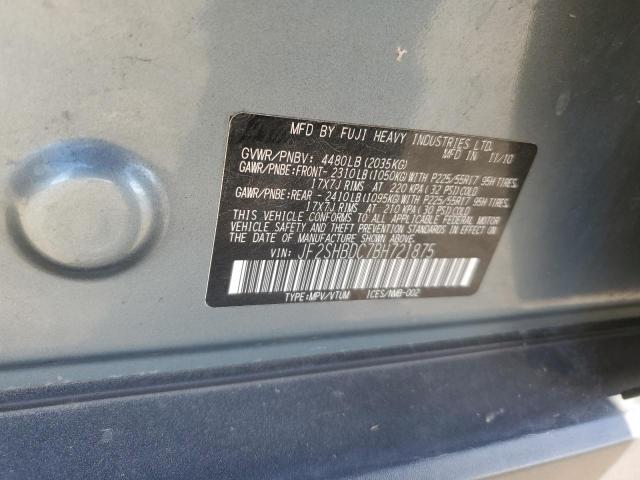 MFD BY FUJI HEAVY INDUSTRIES LTD.
MFD IN 11/10
GVWR/PNBV: 4480LB(2035KG)
GAWR/PNBE:FRONT- 2310LB(1050KG)WITH P225/55R17 95H TIRES
17X7J RIMS AT 220 KPA( 32 PSI)COLD
GAWR/PNBE:REAR - 2410LB(1095KG)WITH P225/55R17 95H TIRES
17X7J RIMS AT 210 KPA( 30 PSI)COLD
THIS VEHICLE CONFORMS TO ALL APPLICABLE FEDERAL MOTOR
VEHICLE SAFETY STANDARDS IN EFFECT ON THE DATE OF
MANUFACTURE SHOWN ABOVE.
VIN: JF2SHBDC7BH721875
TYPE:MPV/VTUM ICES/NMB-002